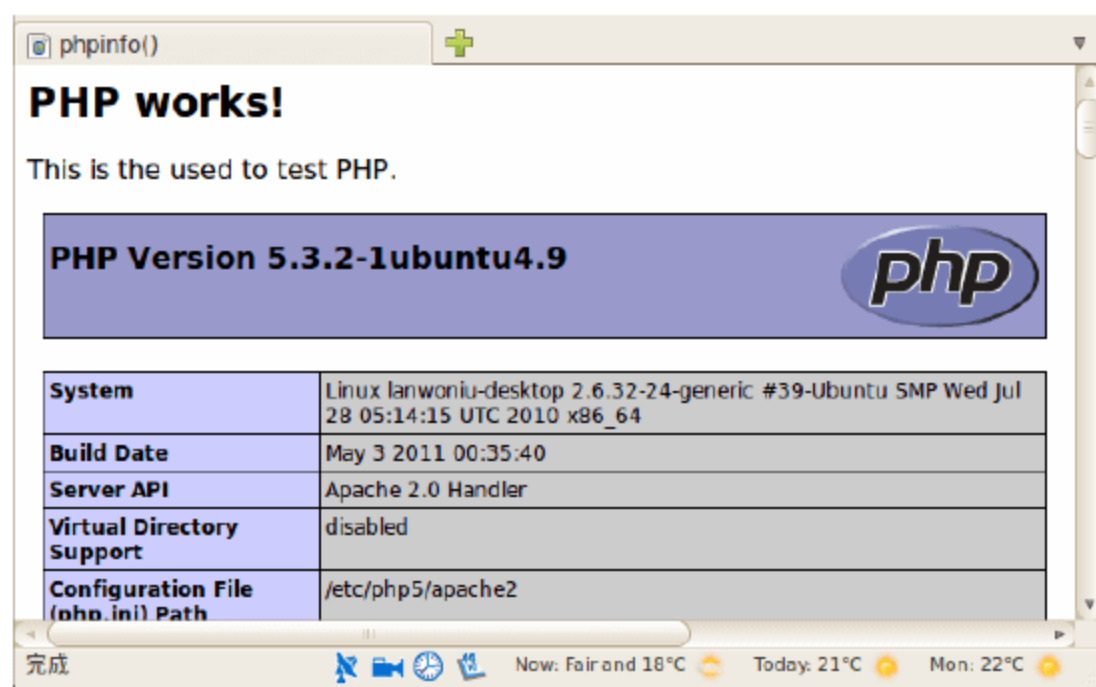 phpinfo()
PHP works!
This is the used to test PHP.
PHP Version 5.3.2-1ubuntu4.9
php
System
Linux lanwoniu-desktop 2.6.32-24-generic #39-Ubuntu SMP Wed Jul
28 05:14:15 UTC 2010 x86_64
Build Date
May 3 2011 00:35:40
Server API
Apache 2.0 Handler
Virtual Directory
Support
disabled
Configuration File
(php.ini) Path
/etc/php5/apache2
完成
Now: Fair and 18°C
Today: 21°C
Mon: 22°C